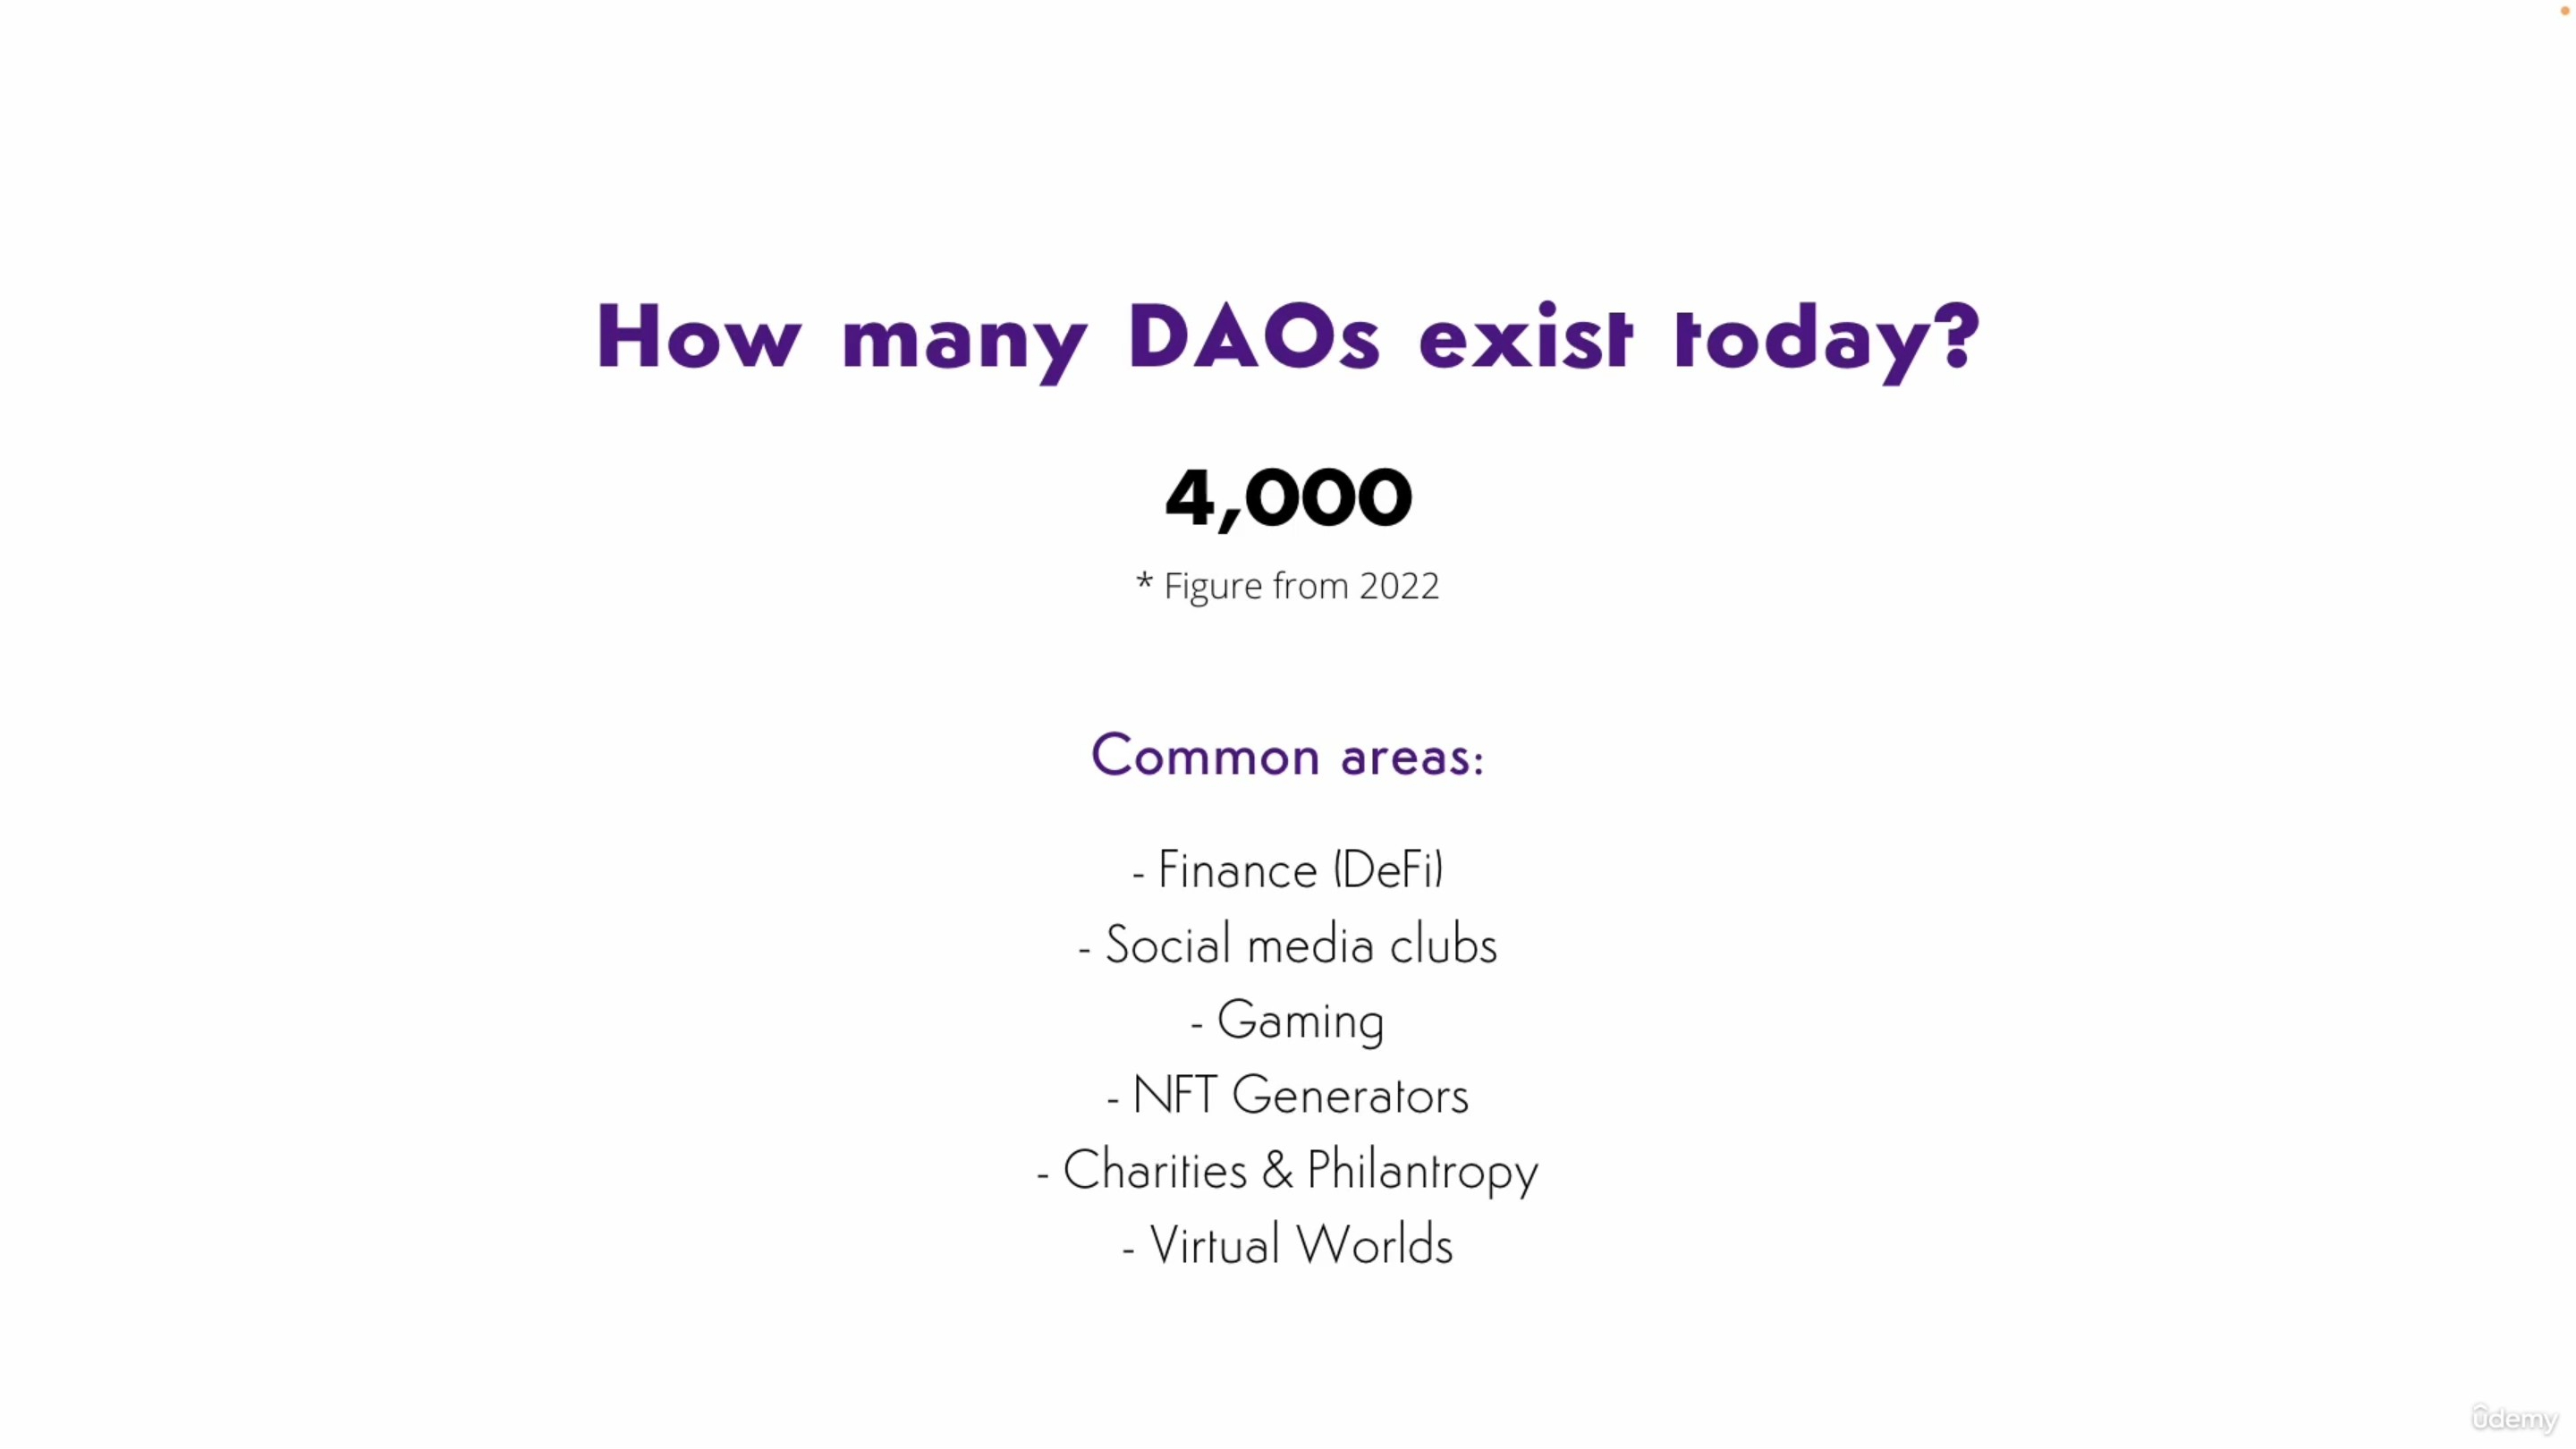 How many DAOs exist today?
4,000
* Figure from 2022
Common areas:
- Finance (DeFi)
- Social media clubs
- Gaming
- NFT Generators
- Charities & Philantropy
- Virtual Worlds
ûdemy